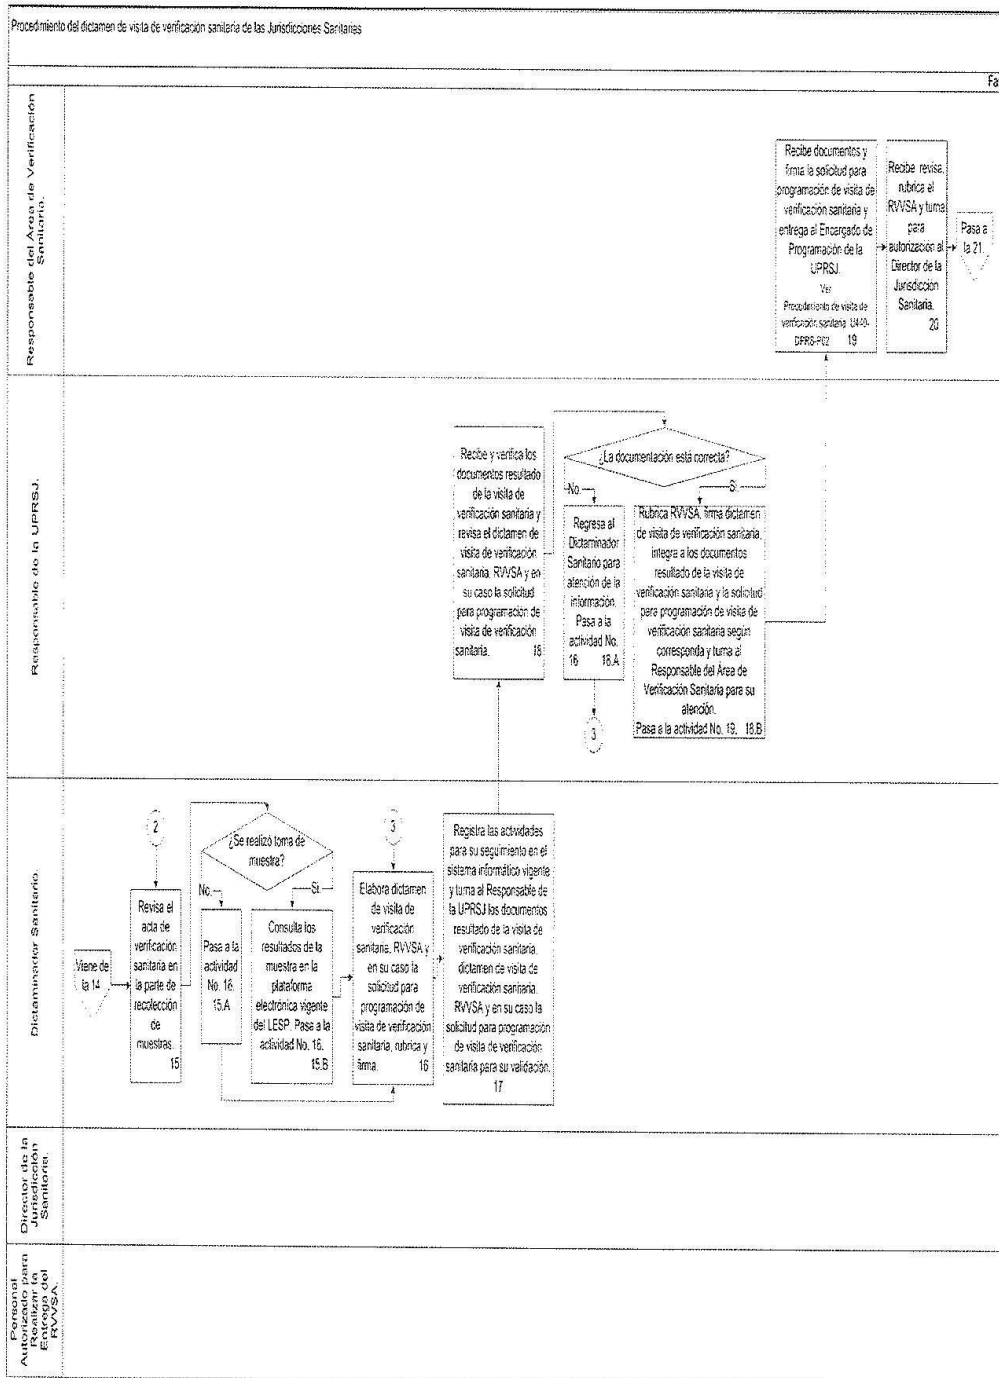 Procedimiento del dictamen de visita de verificación sanitaria de las Jurisdicciones Sanitarias
Fa
Responsable del Área de Verificación
Sanitaria.
Recibe documentos y
firma la solicitud para
programación de visita de
verificación sanitaria y
entrega al Encargado de
Programación de la
UPRSJ.
Ver
Procedimiento de visita de
verificación sanitaria U440-
DPRS-P02 19
Recibe revisa,
rubrica el
RVVSA y turna
para
autorización al
Director de la
Jurisdicción
Sanitaria.
20
Pasa a
la 21.
Responsable de la UPRSJ.
Recibe y verifica los
documentos resultado
de la visita de
verificación sanitaria y
revisa el dictamen de
visita de verificación
sanitaria, RVVSA y en
su caso la solicitud
para programación de
visita de verificación
sanitaria. 18
¿La documentación está correcta?
No.
Si.
Regresa al
Dictaminador
Sanitario para
atención de la
información.
Pasa a la
actividad No.
16 18.A
3
Rubrica RVVSA, firma dictamen
de visita de verificación sanitaria,
integra a los documentos
resultado de la visita de
verificación sanitaria y la solicitud
para programación de visita de
verificación sanitaria según
corresponda y turna al
Responsable del Área de
Verificación Sanitaria para su
atención.
Pasa a la actividad No. 19. 18.B
Dictaminador Sanitario.
Viene de
la 14
2
Revisa el
acta de
verificación
sanitaria en
la parte de
recolección
de
muestras.
15
¿Se realizó toma de
muestra?
No.
Si.
Pasa a la
actividad
No. 16.
15.A
Consulta los
resultados de la
muestra en la
plataforma
electrónica vigente
del LESP. Pasa a la
actividad No. 16.
15.B
3
Elabora dictamen
de visita de
verificación
sanitaria, RVVSA y
en su caso la
solicitud para
programación de
visita de verificación
sanitaria, rubrica y
firma. 16
Registra las actividades
para su seguimiento en el
sistema informático vigente
y turna al Responsable de
la UPRSJ los documentos
resultado de la visita de
verificación sanitaria,
dictamen de visita de
verificación sanitaria,
RVVSA y en su caso la
solicitud para programación
de visita de verificación
sanitaria para su validación.
17
Director de la
Jurisdicción
Sanitaria.
Personal
Autorizado para
Realizar la
Entrega del
RVVSA.